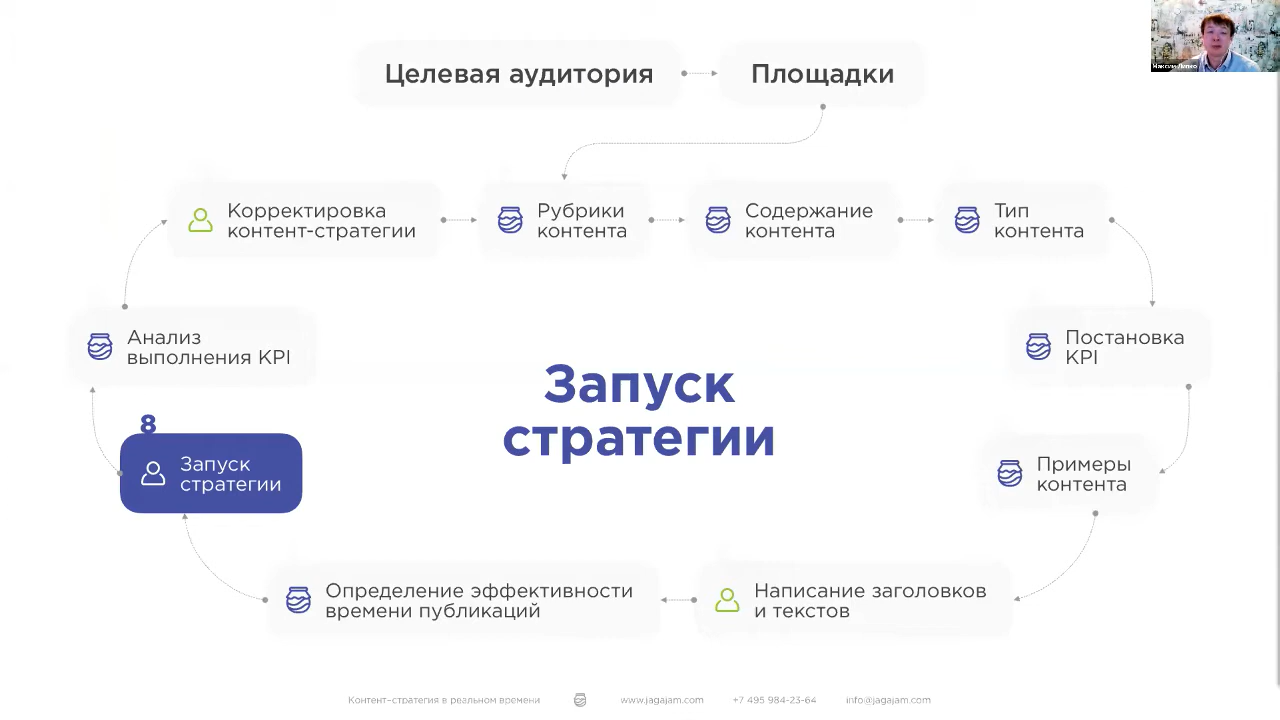 Максим Липко
Целевая аудитория
Площадки
Корректировка
контент-стратегии
Рубрики
контента
Содержание
контента
Тип
контента
Анализ
выполнения KPI
Постановка
KPI
Запуск
стратегии
8
Запуск
стратегии
Примеры
контента
Определение эффективности
времени публикаций
Написание заголовков
и текстов
Контент-стратегия в реальном времени
www.jagajam.com
+7 495 984-23-64
info@jagajam.com